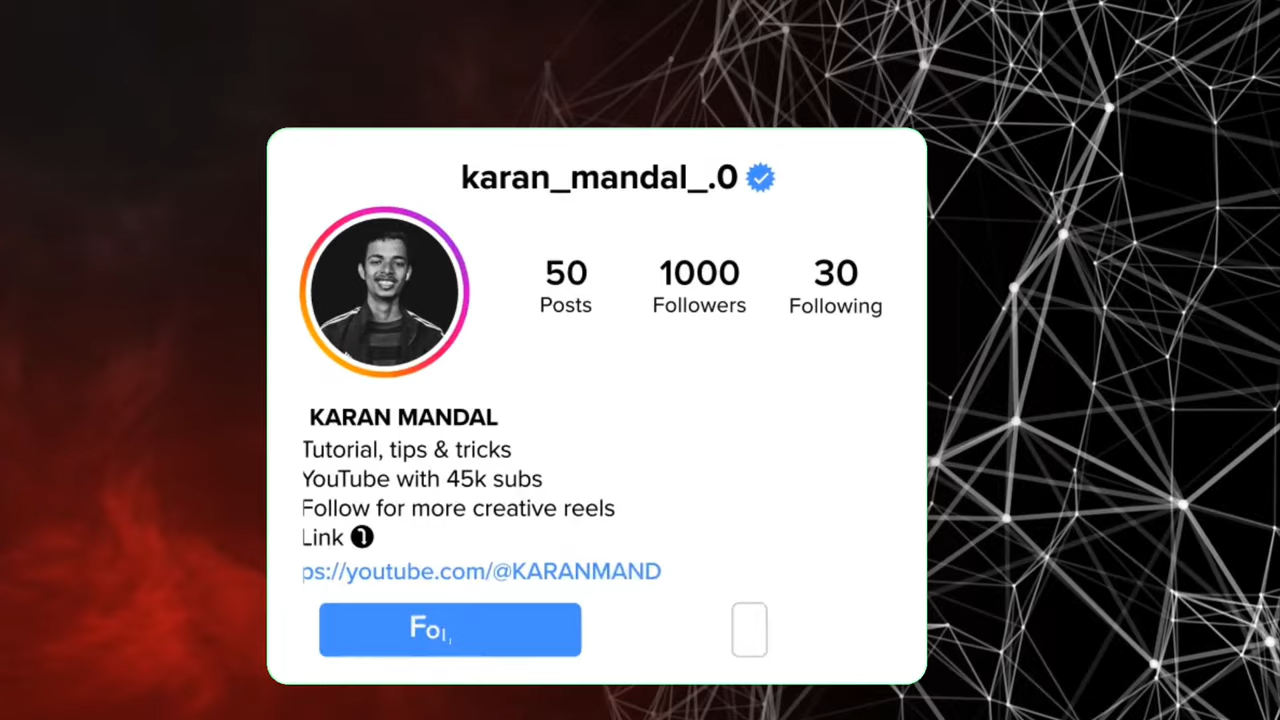 karan_mandal_.0
50 1000 30
Posts Followers Following
KARAN MANDAL
Tutorial, tips & tricks
YouTube with 45k subs
Follow for more creative reels
Link
ps://youtube.com/@KARANMAND
Fol